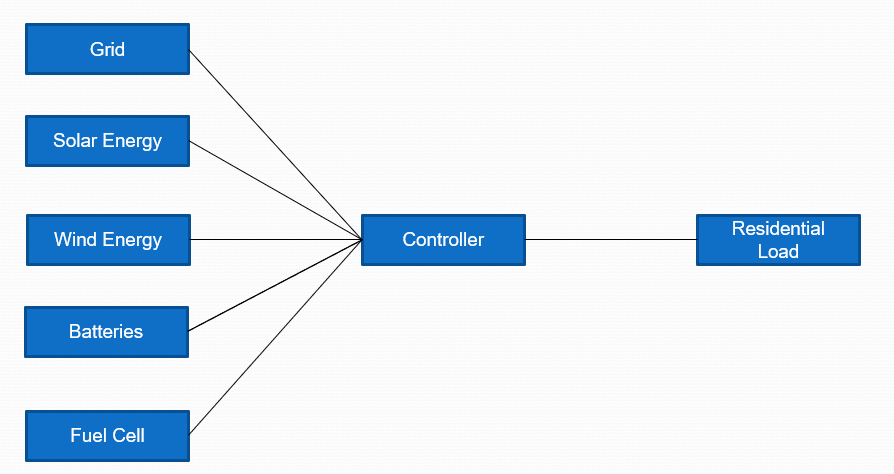 Grid
Solar Energy
Wind Energy
Batteries
Fuel Cell
Controller
Residential
Load